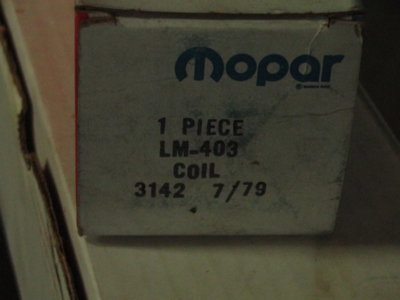 mopar
1 PIECE
LM-403
COIL
3142 7/79